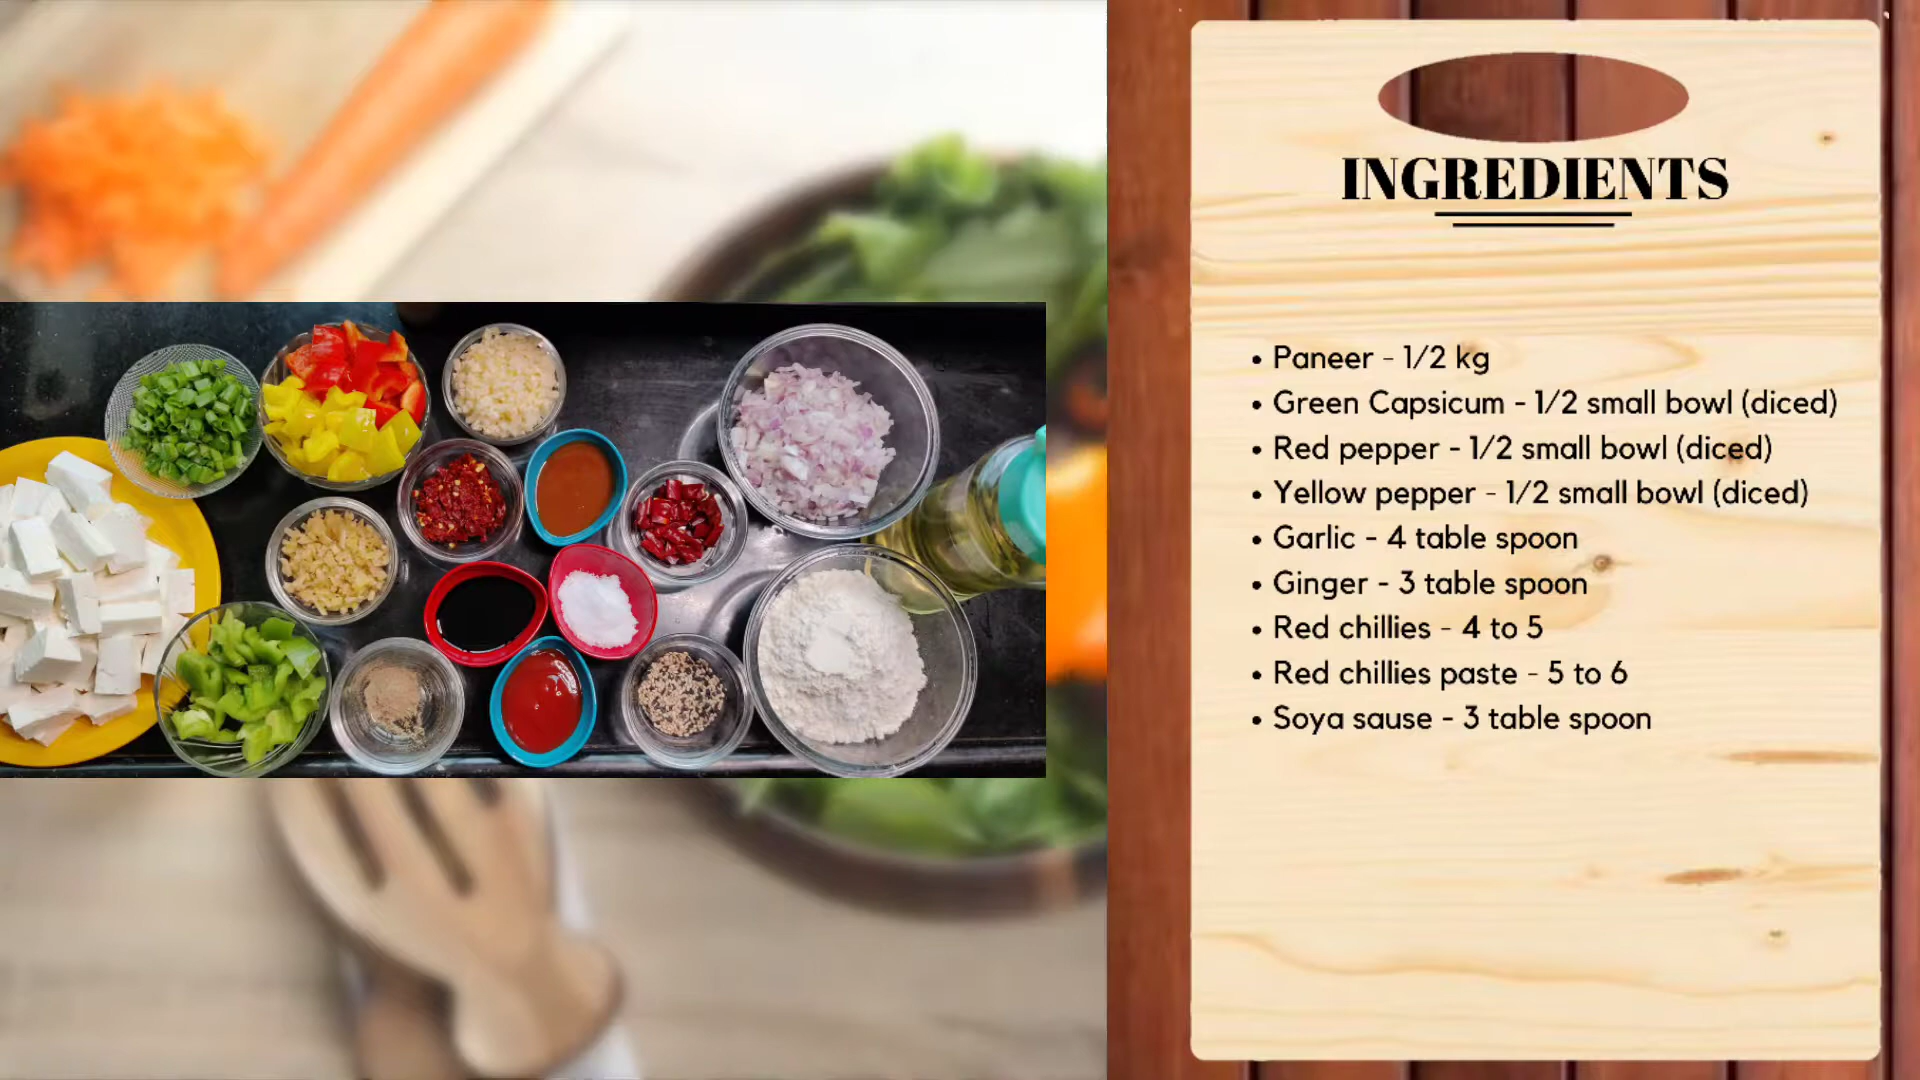 INGREDIENTS
• Paneer - 1/2 kg
• Green Capsicum - 1/2 small bowl (diced)
• Red pepper - 1/2 small bowl (diced)
• Yellow pepper - 1/2 small bowl (diced)
• Garlic - 4 table spoon
• Ginger - 3 table spoon
• Red chillies - 4 to 5
• Red chillies paste - 5 to 6
• Soya sause - 3 table spoon